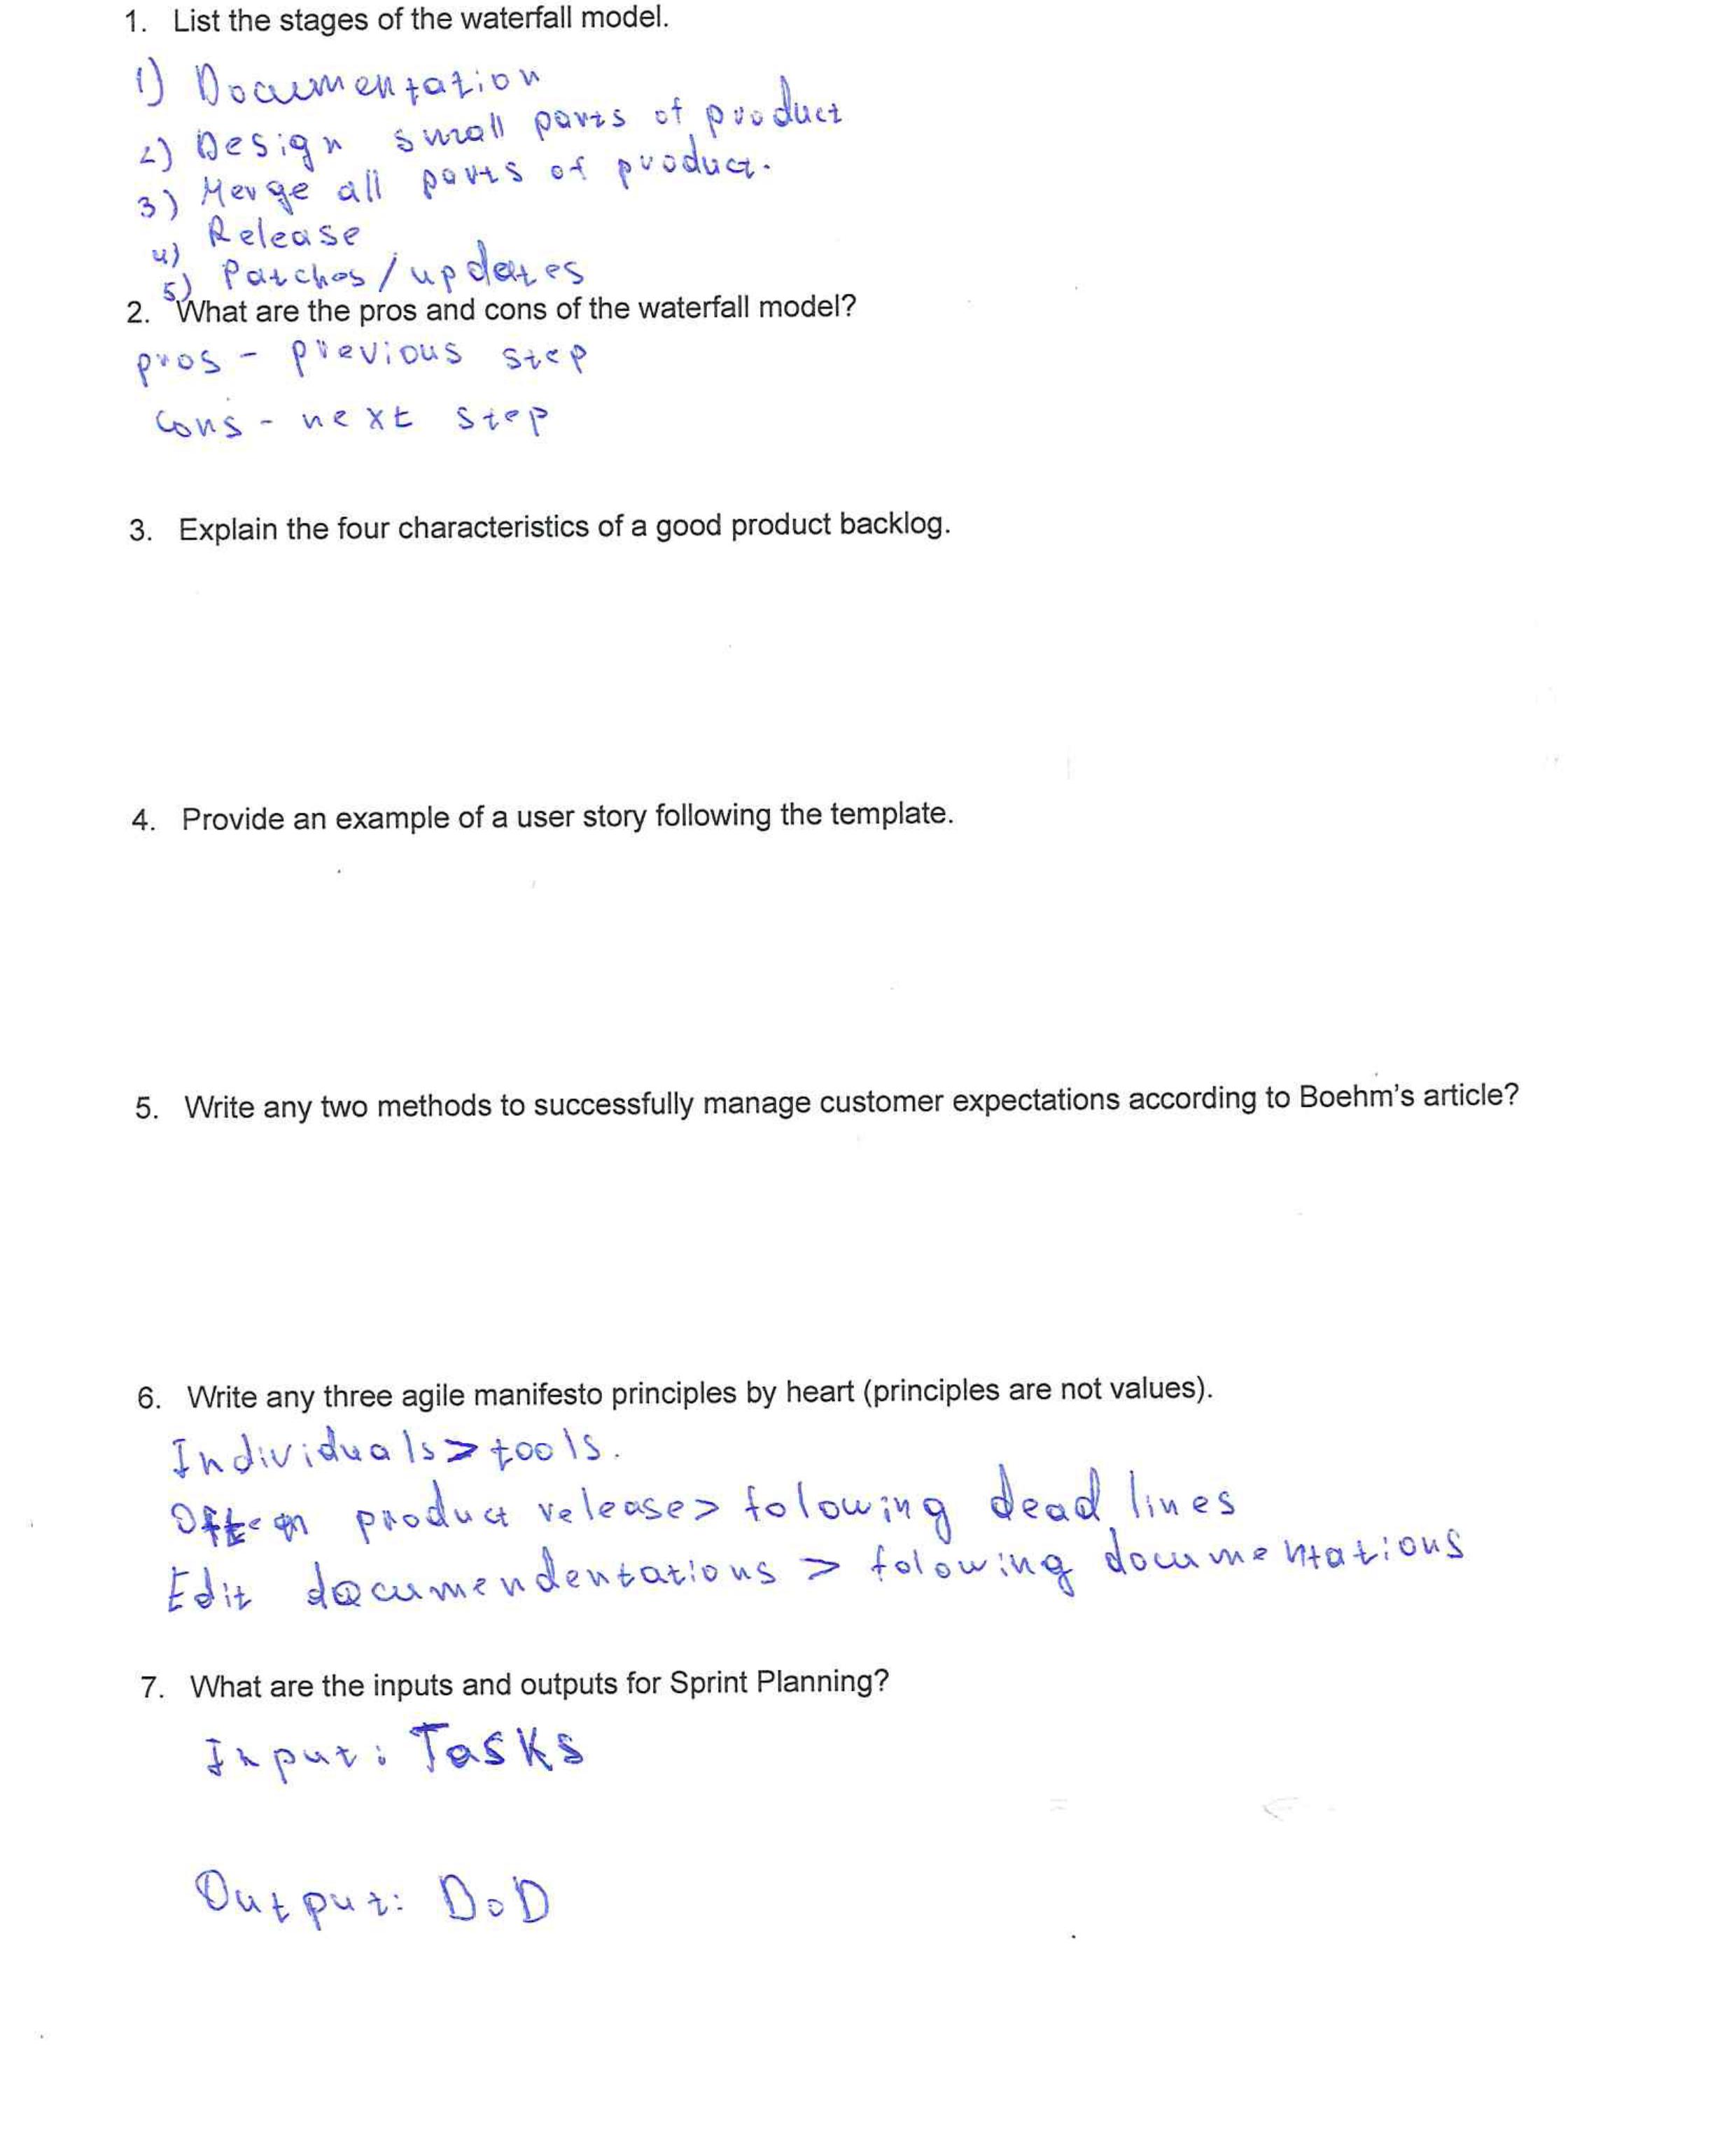 1. List the stages of the waterfall model.
1) Documentation
2) Design small parts of product
3) Merge all parts of product.
4) Release
5) Patches / updates
2. What are the pros and cons of the waterfall model?
pros - previous step
cons - next step
3. Explain the four characteristics of a good product backlog.
4. Provide an example of a user story following the template.
5. Write any two methods to successfully manage customer expectations according to Boehm's article?
6. Write any three agile manifesto principles by heart (principles are not values).
Individuals > tools.
Often product release > folowing dead lines
Edit documendentations > folowing documentations
7. What are the inputs and outputs for Sprint Planning?
Input: Tasks
Output: DoD